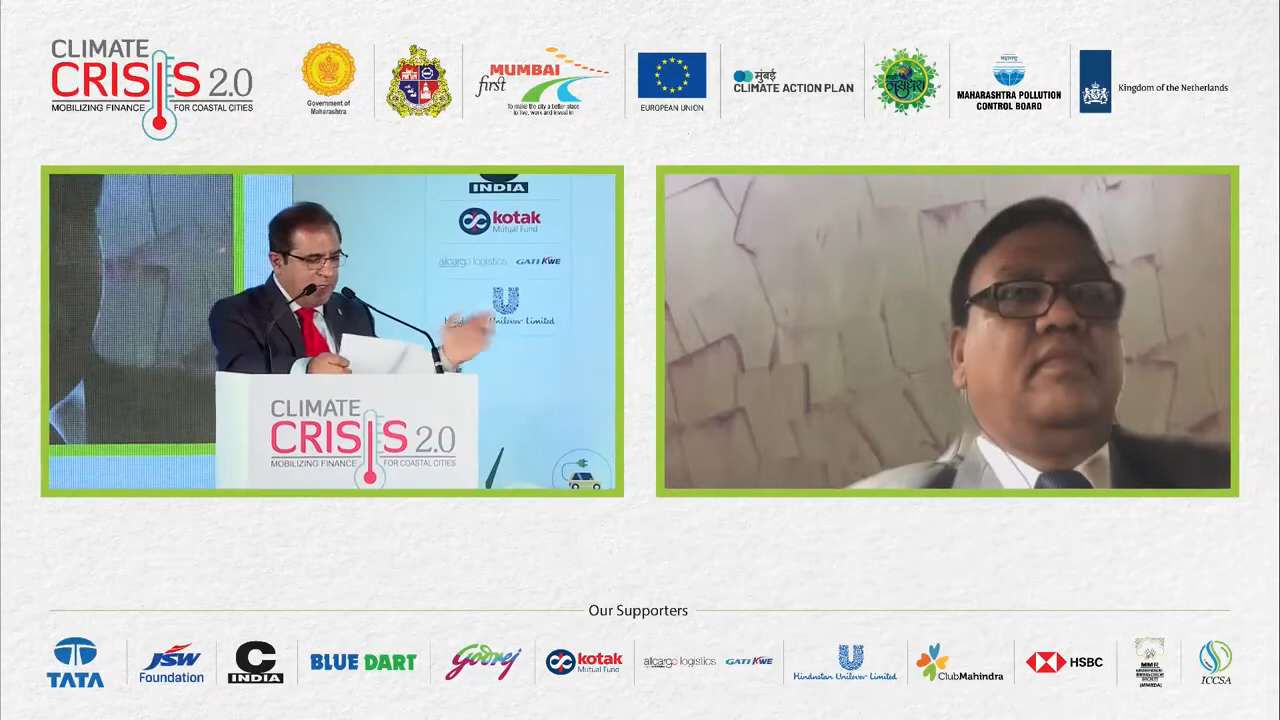 CLIMATE
CRISIS 2.0
MOBILIZING FINANCE FOR COASTAL CITIES
Government of
Maharashtra
MUMBAI
first
To make the city a better place
to live, work and invest in
EUROPEAN UNION
मुंबई
CLIMATE ACTION PLAN
महाराष्ट्र
MAHARASHTRA POLLUTION
CONTROL BOARD
Kingdom of the Netherlands
INDIA
kotak
Mutual Fund
allcargo logistics GATI KWE
Hindustan Unilever Limited
CLIMATE
CRISIS 2.0
MOBILIZING FINANCE FOR COASTAL CITIES
Our Supporters
TATA
JSW
Foundation
C
INDIA
BLUE DART
Godrej
kotak
Mutual Fund
allcargo logistics GATI KWE
Hindustan Unilever Limited
ClubMahindra
HSBC
MMR
ICCSA